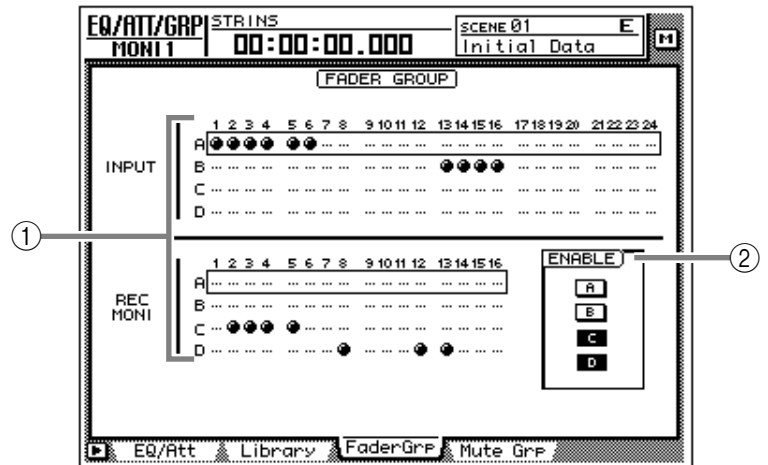 EQ/ATT/GRP
MONI 1
STRINS
00:00:00.000
SCENE 01 E
Initial Data
M
FADER GROUP
1 2 3 4 5 6 7 8 9 10 11 12 13 14 15 16 17 18 19 20 21 22 23 24
INPUT
A
B
C
D
1
1 2 3 4 5 6 7 8 9 10 11 12 13 14 15 16
REC
MONI
A
B
C
D
ENABLE
2
A
B
C
D
EQ/Att Library FaderGrp Mute Grp